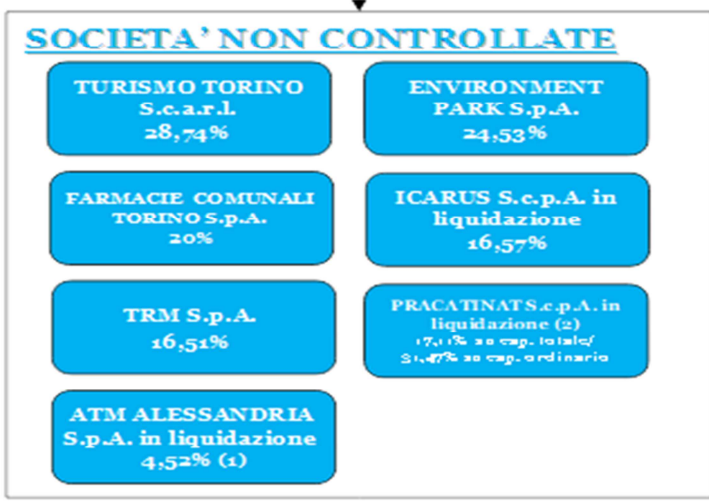 SOCIETA' NON CONTROLLATE
TURISMO TORINO
S.c.a.r.l.
28,74%
ENVIRONMENT
PARK S.p.A.
24,53%
FARMACIE COMUNALI
TORINO S.p.A.
20%
ICARUS S.c.p.A. in
liquidazione
16,57%
TRM S.p.A.
16,51%
PRACATINAT S.c.p.A. in
liquidazione (2)
cap. totale/
cap. ordinario
ATM ALESSANDRIA
S.p.A. in liquidazione
4,52% (1)